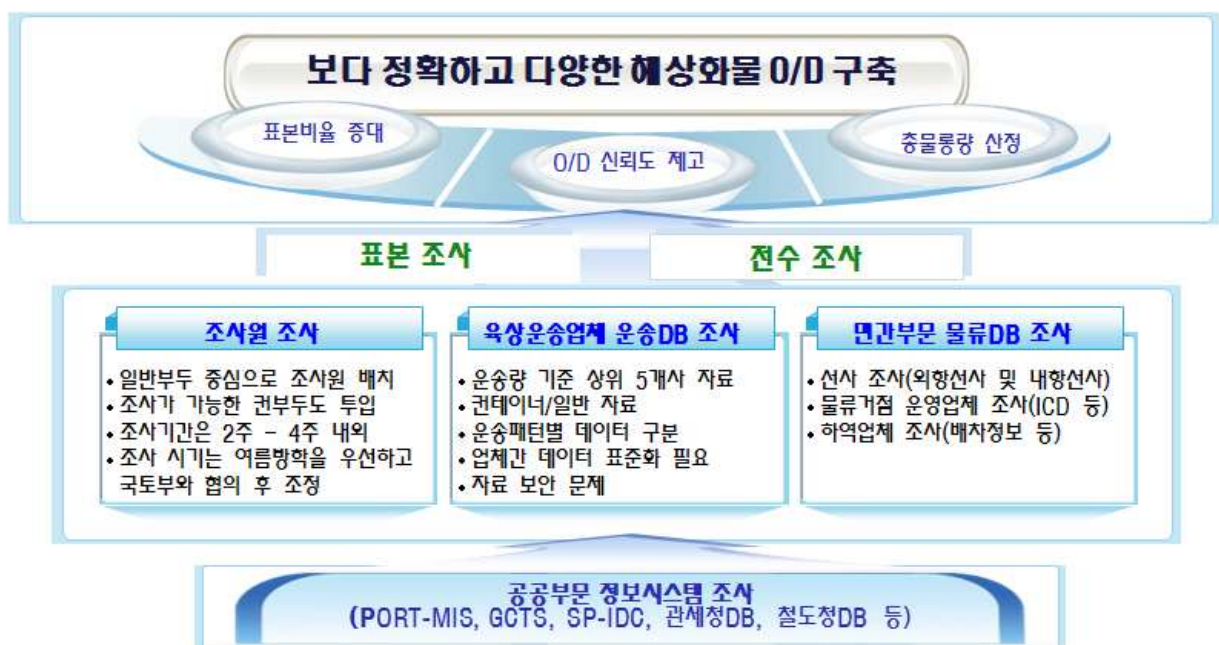 보다 정확하고 다양한 해상화물 O/D 구축
표본비율 증대
O/D 신뢰도 제고
총물동량 산정
표본 조사
전수 조사
조사원 조사
• 일반부두 중심으로 조사원 배치
• 조사가 가능한 컨부두도 투입
• 조사기간은 2주 - 4주 내외
• 조사 시기는 여름방학을 우선하고
국토부와 협의 후 조정
육상운송업체 운송DB 조사
• 운송량 기준 상위 5개사 자료
• 컨테이너/일반 자료
• 운송패턴별 데이터 구분
• 업체간 데이터 표준화 필요
• 자료 보안 문제
민간부문 물류DB 조사
• 선사 조사(외항선사 및 내항선사)
• 물류거점 운영업체 조사(ICD 등)
• 하역업체 조사(배차정보 등)
공공부문 정보시스템 조사
(PORT-MIS, GCTS, SP-IDC, 관세청DB, 철도청DB 등)